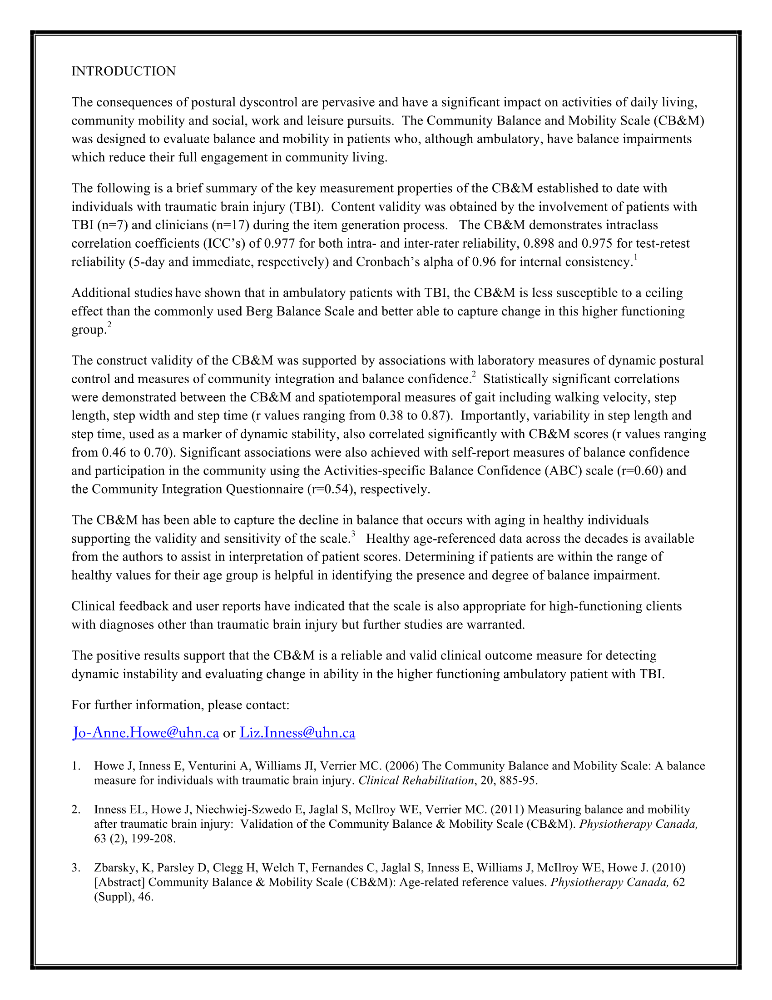 INTRODUCTION
The consequences of postural dyscontrol are pervasive and have a significant impact on activities of daily living,
community mobility and social, work and leisure pursuits.  The Community Balance and Mobility Scale (CB&M)
was designed to evaluate balance and mobility in patients who, although ambulatory, have balance impairments
which reduce their full engagement in community living.
The following is a brief summary of the key measurement properties of the CB&M established to date with
individuals with traumatic brain injury (TBI).  Content validity was obtained by the involvement of patients with
TBI (n=7) and clinicians (n=17) during the item generation process.   The CB&M demonstrates intraclass
correlation coefficients (ICC’s) of 0.977 for both intra- and inter-rater reliability, 0.898 and 0.975 for test-retest
reliability (5-day and immediate, respectively) and Cronbach’s alpha of 0.96 for internal consistency.1
Additional studies have shown that in ambulatory patients with TBI, the CB&M is less susceptible to a ceiling
effect than the commonly used Berg Balance Scale and better able to capture change in this higher functioning
group.2
The construct validity of the CB&M was supported by associations with laboratory measures of dynamic postural
control and measures of community integration and balance confidence.2  Statistically significant correlations
were demonstrated between the CB&M and spatiotemporal measures of gait including walking velocity, step
length, step width and step time (r values ranging from 0.38 to 0.87).  Importantly, variability in step length and
step time, used as a marker of dynamic stability, also correlated significantly with CB&M scores (r values ranging
from 0.46 to 0.70). Significant associations were also achieved with self-report measures of balance confidence
and participation in the community using the Activities-specific Balance Confidence (ABC) scale (r=0.60) and
the Community Integration Questionnaire (r=0.54), respectively.
The CB&M has been able to capture the decline in balance that occurs with aging in healthy individuals
supporting the validity and sensitivity of the scale.3   Healthy age-referenced data across the decades is available
from the authors to assist in interpretation of patient scores. Determining if patients are within the range of
healthy values for their age group is helpful in identifying the presence and degree of balance impairment.
Clinical feedback and user reports have indicated that the scale is also appropriate for high-functioning clients
with diagnoses other than traumatic brain injury but further studies are warranted.
The positive results support that the CB&M is a reliable and valid clinical outcome measure for detecting
dynamic instability and evaluating change in ability in the higher functioning ambulatory patient with TBI.
For further information, please contact:
Jo-Anne.Howe@uhn.ca or Liz.Inness@uhn.ca
1. Howe J, Inness E, Venturini A, Williams JI, Verrier MC. (2006) The Community Balance and Mobility Scale: A balance
measure for individuals with traumatic brain injury. Clinical Rehabilitation, 20, 885-95.
2. Inness EL, Howe J, Niechwiej-Szwedo E, Jaglal S, McIlroy WE, Verrier MC. (2011) Measuring balance and mobility
after traumatic brain injury:  Validation of the Community Balance & Mobility Scale (CB&M). Physiotherapy Canada,
63 (2), 199-208.
3. Zbarsky, K, Parsley D, Clegg H, Welch T, Fernandes C, Jaglal S, Inness E, Williams J, McIlroy WE, Howe J. (2010)
[Abstract] Community Balance & Mobility Scale (CB&M): Age-related reference values. Physiotherapy Canada, 62
(Suppl), 46.